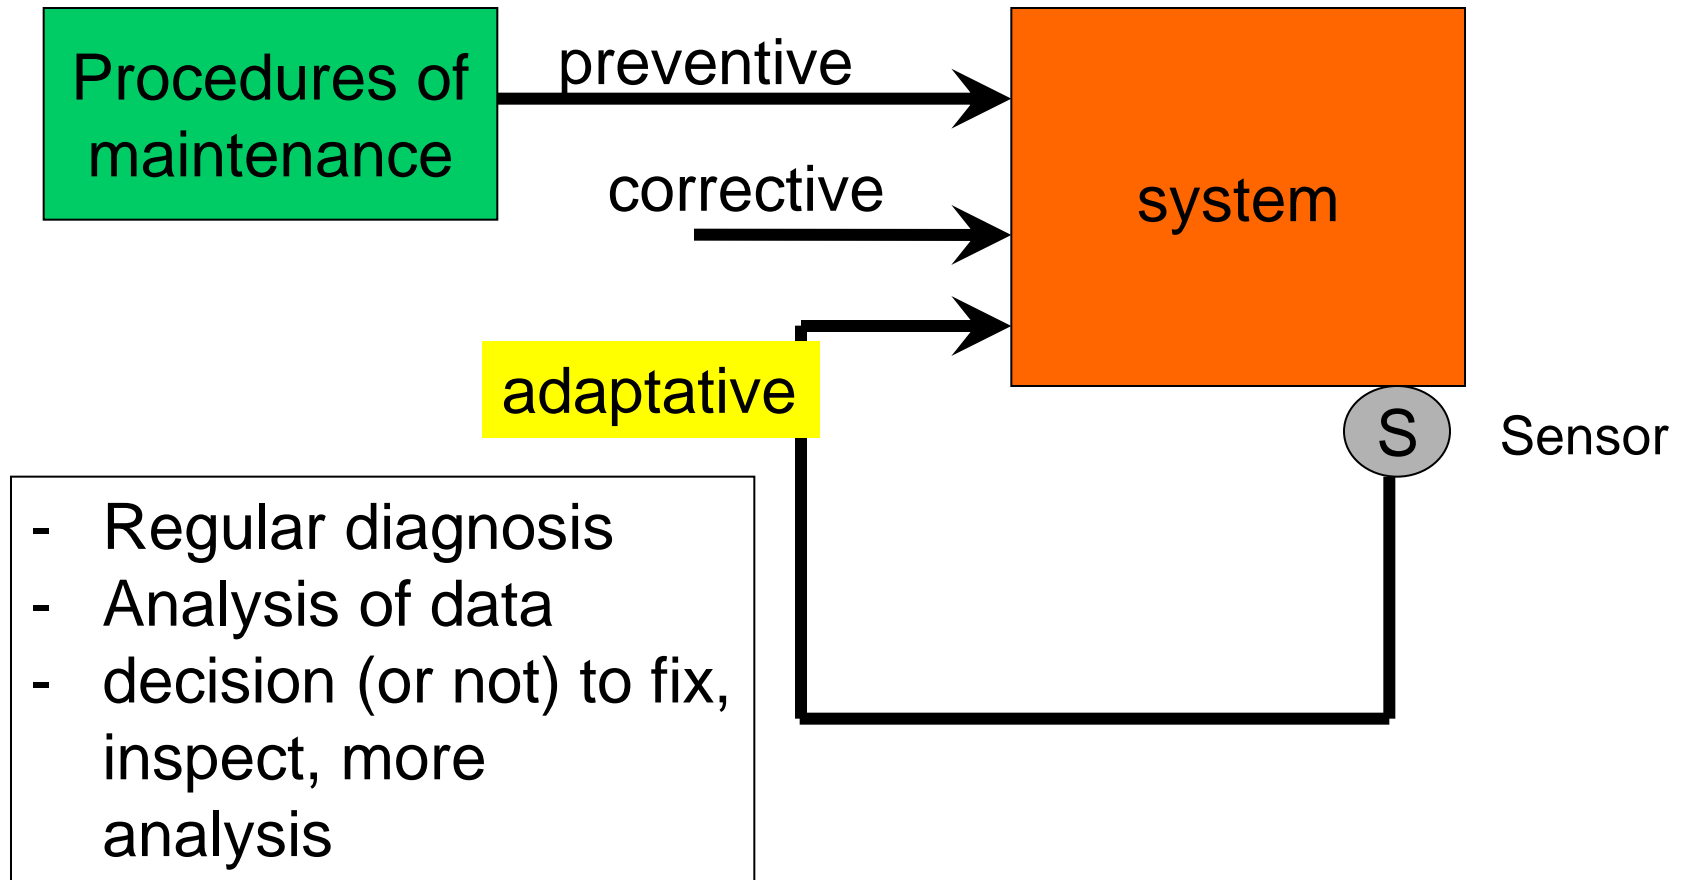 Procedures of
maintenance
preventive
corrective
system
adaptative
S
Sensor
- Regular diagnosis
- Analysis of data
- decision (or not) to fix,
inspect, more
analysis